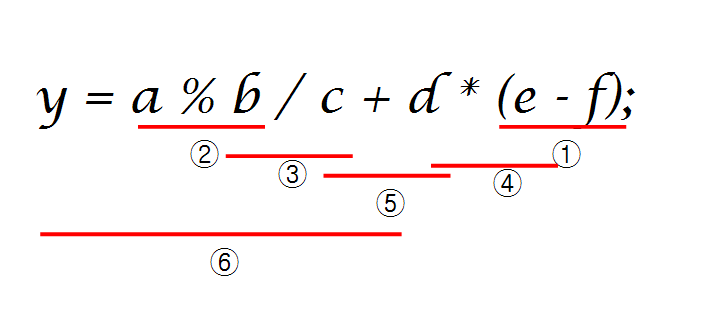 y = a % b / c + d * (e - f);
② ①
③ ④
⑤
⑥